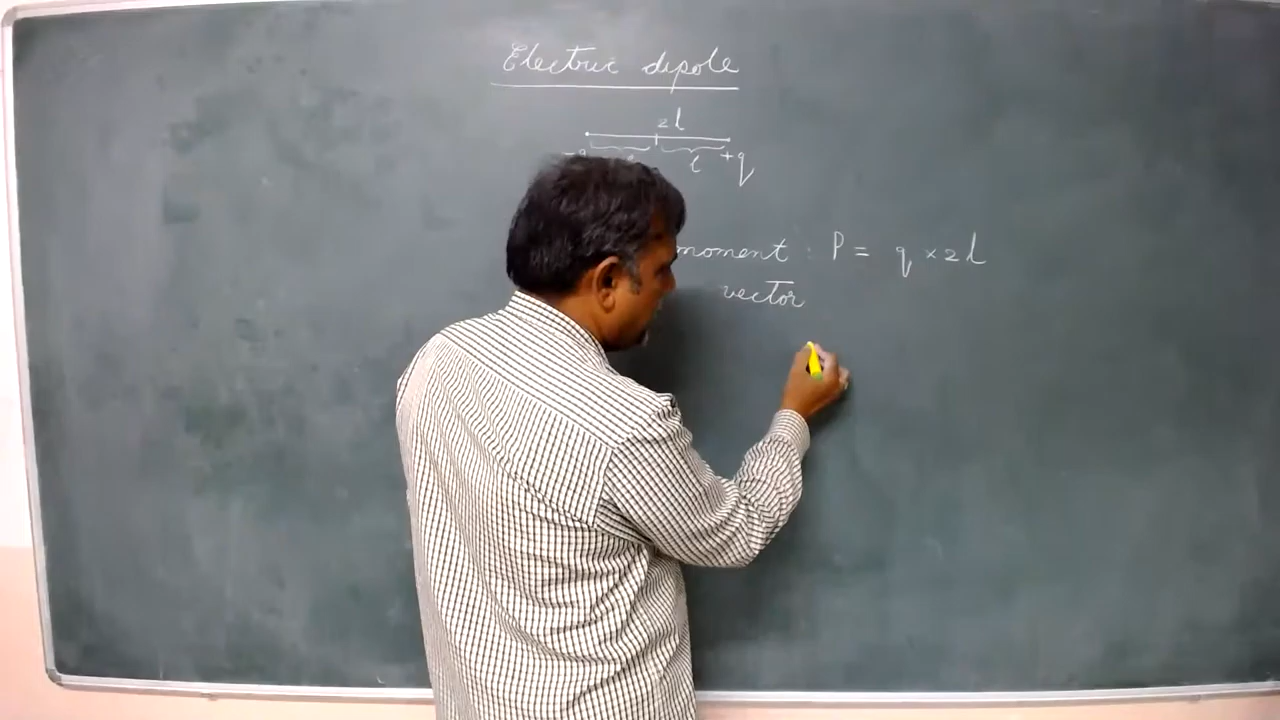 Electric dipole
2l
-q l +q
moment : P = q × 2l
vector